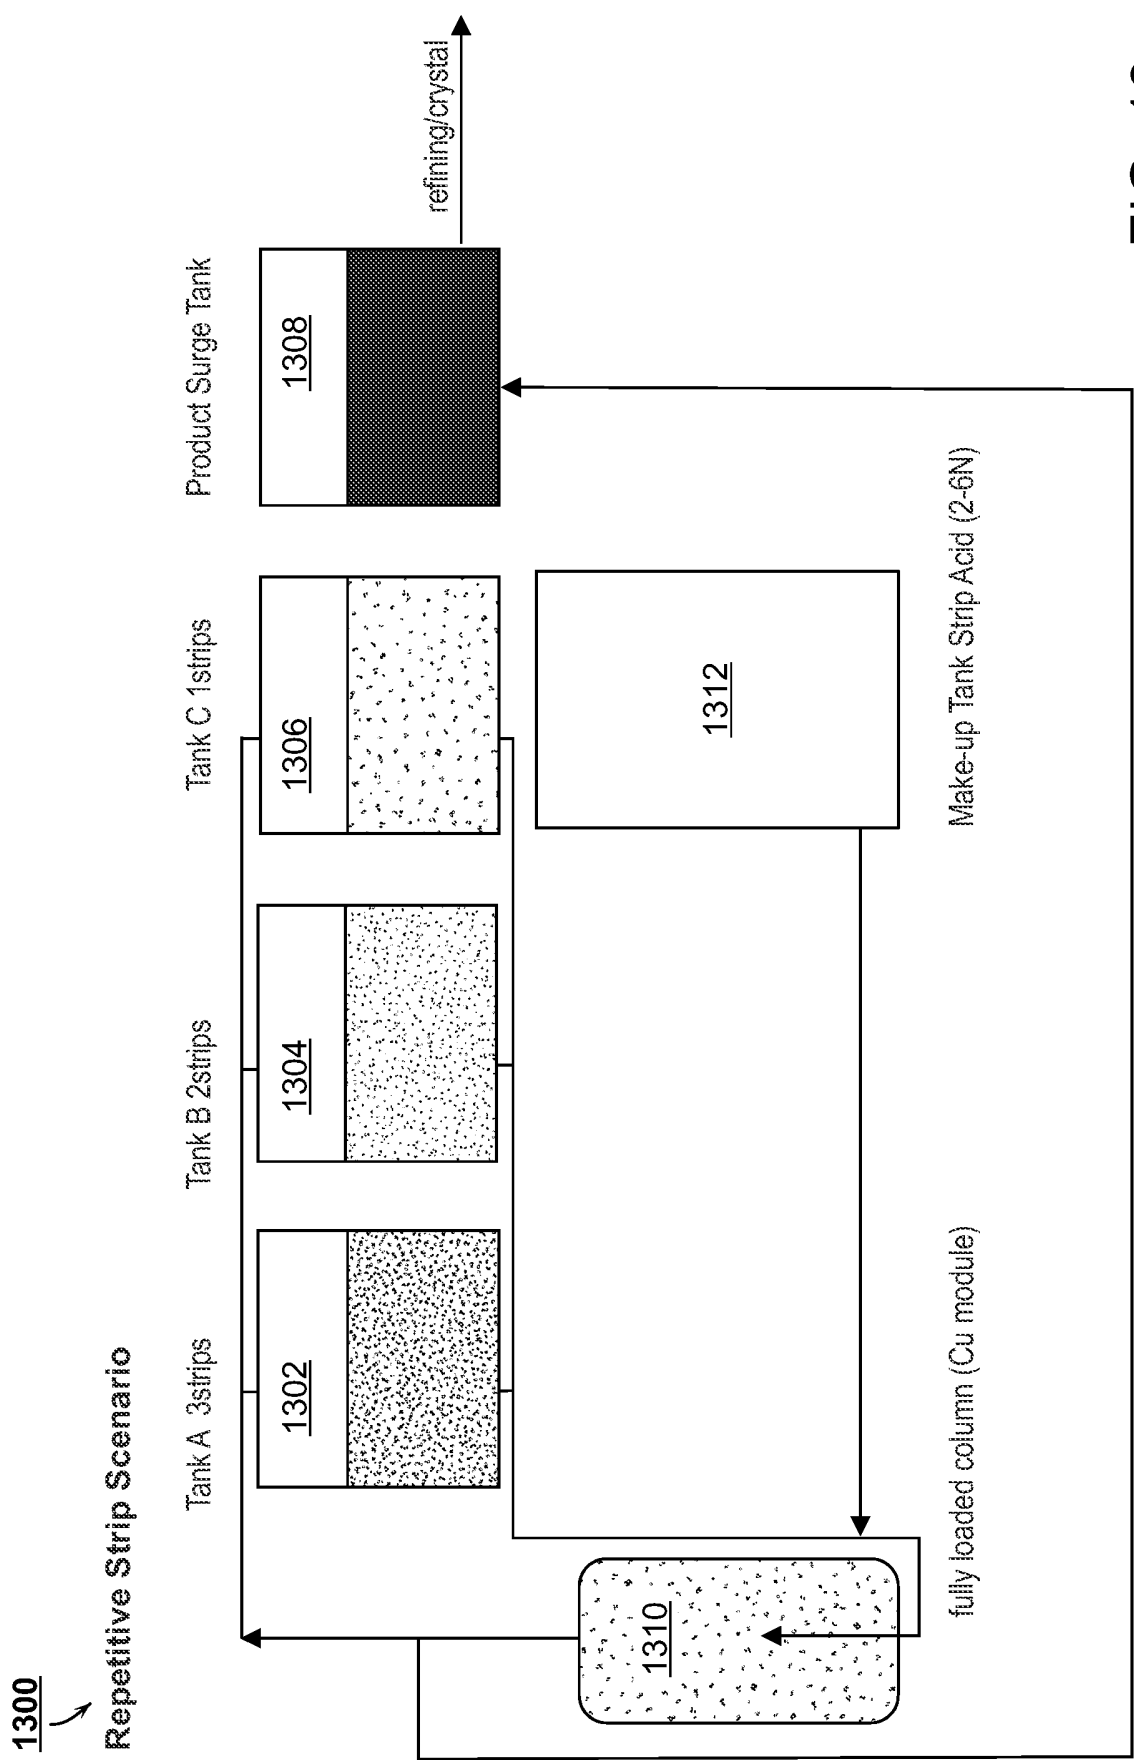 1300
Repetitive Strip Scenario
Tank A 3strips
Tank B 2strips
Tank C 1strips
Product Surge Tank
1302
1304
1306
1308
refining/crystal
1310
1312
fully loaded column (Cu module)
Make-up Tank Strip Acid (2-6N)